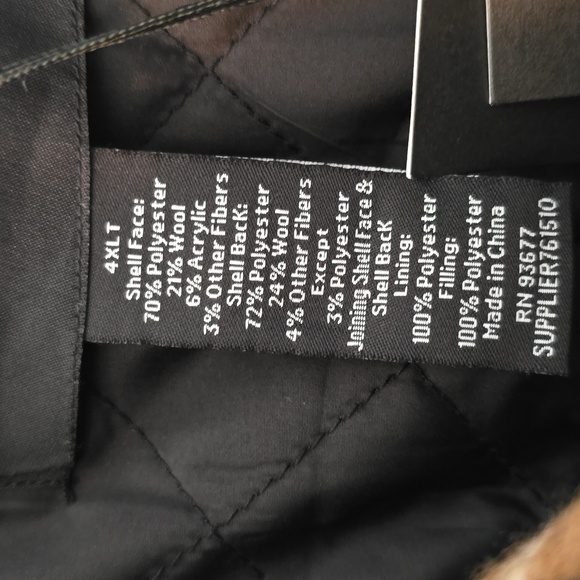 4XLT
Shell Face:
70% Polyester
21% Wool
6% Acrylic
3% Other Fibers
Shell Back:
72% Polyester
24% Wool
4% Other Fibers
Except
3% Polyester
Joining Shell Face &
Shell Back
Lining:
100% Polyester
Filling:
100% Polyester
Made in China
RN 93677
SUPPLIER761510